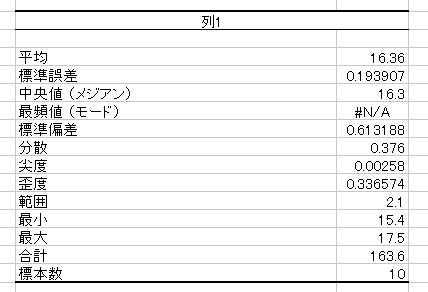 列1
平均 16.36
標準誤差 0.193907
中央値 (メジアン) 16.3
最頻値 (モード) #N/A
標準偏差 0.613188
分散 0.376
尖度 0.00258
歪度 0.336574
範囲 2.1
最小 15.4
最大 17.5
合計 163.6
標本数 10